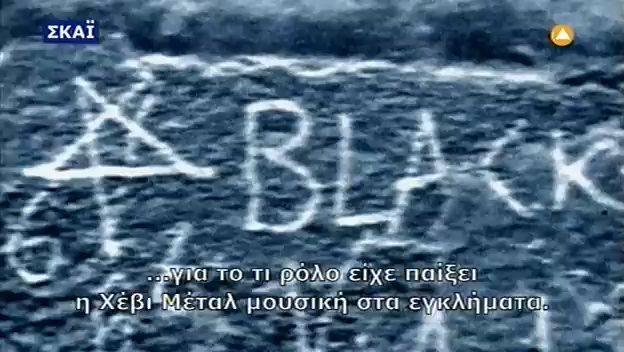 ΣΚΑΪ
BLACK
...για το τι ρόλο είχε παίξει
η Χέβι Μέταλ μουσική στα εγκλήματα.